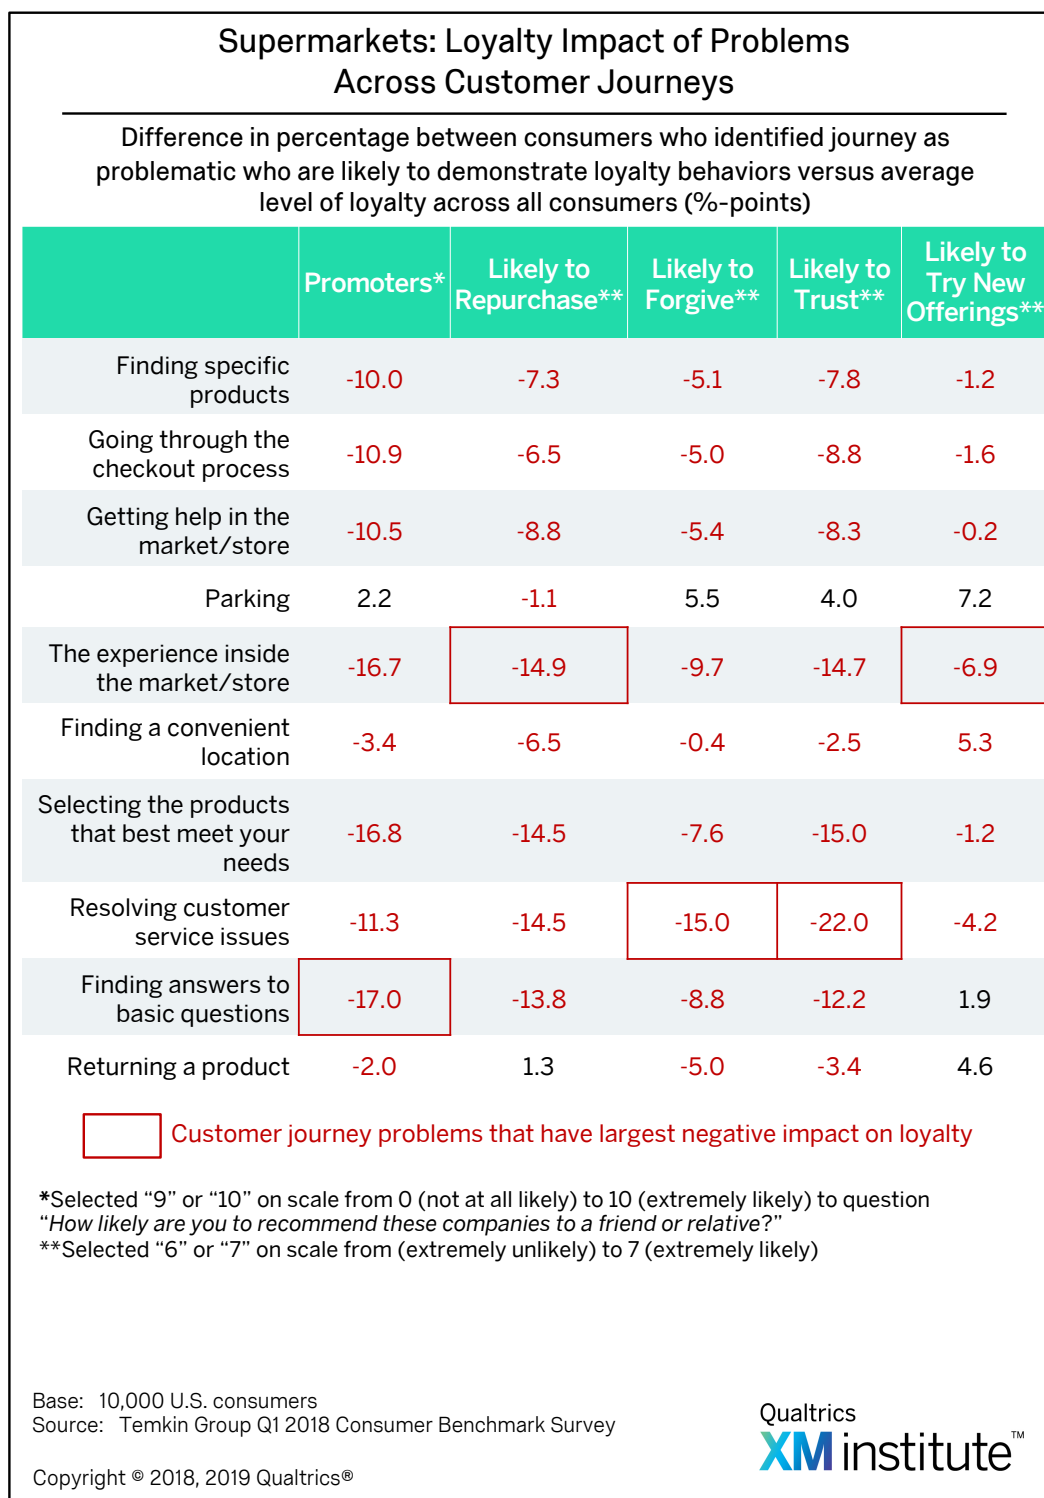 Supermarkets: Loyalty Impact of Problems
Across Customer Journeys
Difference in percentage between consumers who identified journey as
problematic who are likely to demonstrate loyalty behaviors versus average
level of loyalty across all consumers (%-points)
Promoters* Likely to Repurchase** Likely to Forgive** Likely to Trust** Likely to Try New Offerings**
Finding specific products -10.0 -7.3 -5.1 -7.8 -1.2
Going through the checkout process -10.9 -6.5 -5.0 -8.8 -1.6
Getting help in the market/store -10.5 -8.8 -5.4 -8.3 -0.2
Parking 2.2 -1.1 5.5 4.0 7.2
The experience inside the market/store -16.7 -14.9 -9.7 -14.7 -6.9
Finding a convenient location -3.4 -6.5 -0.4 -2.5 5.3
Selecting the products that best meet your needs -16.8 -14.5 -7.6 -15.0 -1.2
Resolving customer service issues -11.3 -14.5 -15.0 -22.0 -4.2
Finding answers to basic questions -17.0 -13.8 -8.8 -12.2 1.9
Returning a product -2.0 1.3 -5.0 -3.4 4.6
Customer journey problems that have largest negative impact on loyalty
*Selected “9” or “10” on scale from 0 (not at all likely) to 10 (extremely likely) to question
“How likely are you to recommend these companies to a friend or relative?”
**Selected “6” or “7” on scale from (extremely unlikely) to 7 (extremely likely)
Base: 10,000 U.S. consumers
Source: Temkin Group Q1 2018 Consumer Benchmark Survey
Copyright © 2018, 2019 Qualtrics®
Qualtrics
XM institute™